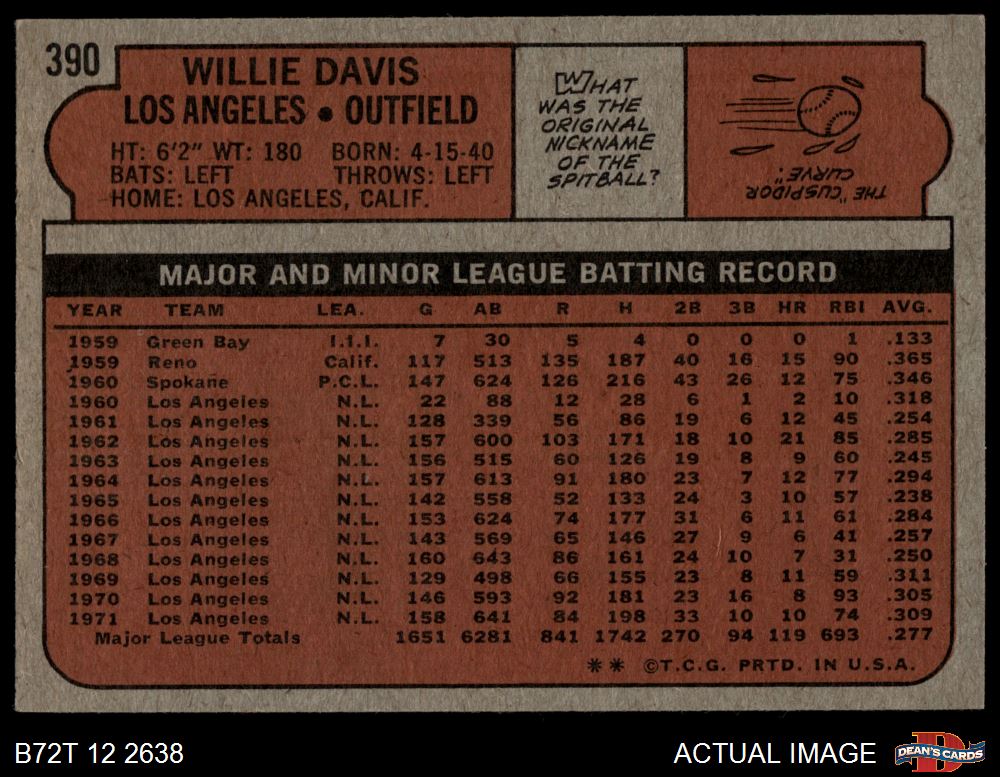 390
WILLIE DAVIS
LOS ANGELES • OUTFIELD
HT: 6'2" WT: 180 BORN: 4-15-40
BATS: LEFT THROWS: LEFT
HOME: LOS ANGELES, CALIF.
WHAT
WAS THE
ORIGINAL
NICKNAME
OF THE
SPITBALL?
THE "CUSPIDOR
CURVE."
MAJOR AND MINOR LEAGUE BATTING RECORD
YEAR TEAM LEA. G AB R H 2B 3B HR RBI AVG.
1959 Green Bay I.I.I. 7 30 5 4 0 0 0 1 .133
1959 Reno Calif. 117 513 135 187 40 16 15 90 .365
1960 Spokane P.C.L. 147 624 126 216 43 26 12 75 .346
1960 Los Angeles N.L. 22 88 12 28 6 1 2 10 .318
1961 Los Angeles N.L. 128 339 56 86 19 6 12 45 .254
1962 Los Angeles N.L. 157 600 103 171 18 10 21 85 .285
1963 Los Angeles N.L. 156 515 60 126 19 8 9 60 .245
1964 Los Angeles N.L. 157 613 91 180 23 7 12 77 .294
1965 Los Angeles N.L. 142 558 52 133 24 3 10 57 .238
1966 Los Angeles N.L. 153 624 74 177 31 6 11 61 .284
1967 Los Angeles N.L. 143 569 65 146 27 9 6 41 .257
1968 Los Angeles N.L. 160 643 86 161 24 10 7 31 .250
1969 Los Angeles N.L. 129 498 66 155 23 8 11 59 .311
1970 Los Angeles N.L. 146 593 92 181 23 16 8 93 .305
1971 Los Angeles N.L. 158 641 84 198 33 10 10 74 .309
Major League Totals 1651 6281 841 1742 270 94 119 693 .277
** ©T.C.G. PRTD. IN U.S.A.
B72T 12 2638
ACTUAL IMAGE
D
DEAN'S CARDS